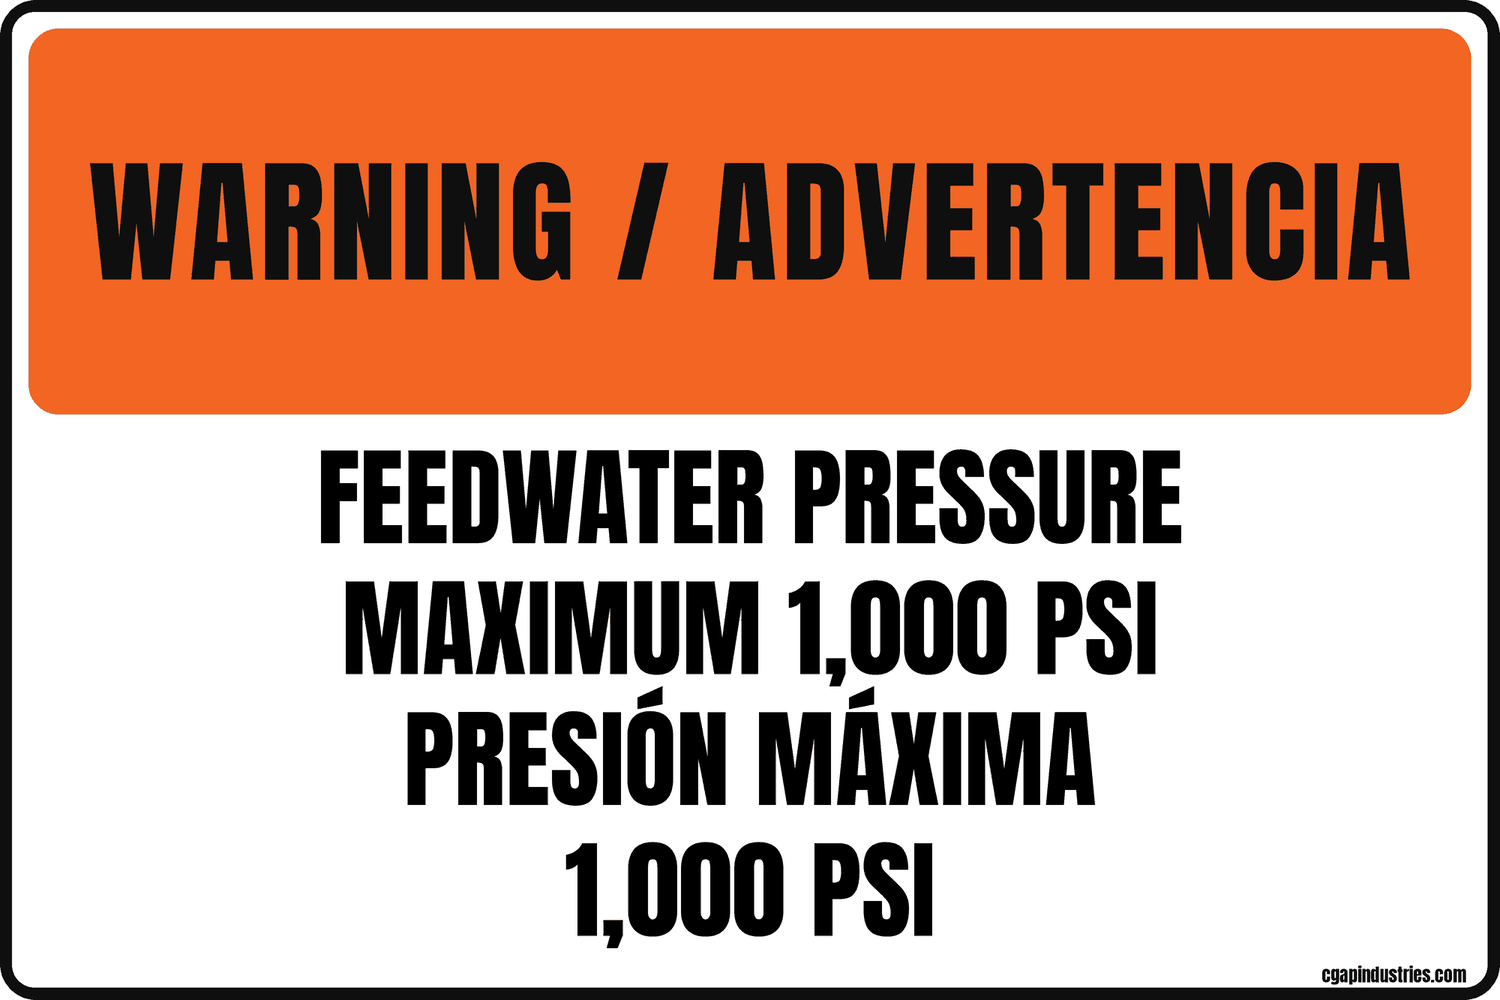 WARNING / ADVERTENCIA
FEEDWATER PRESSURE
MAXIMUM 1,000 PSI
PRESIÓN MÁXIMA
1,000 PSI
cgapindustries.com